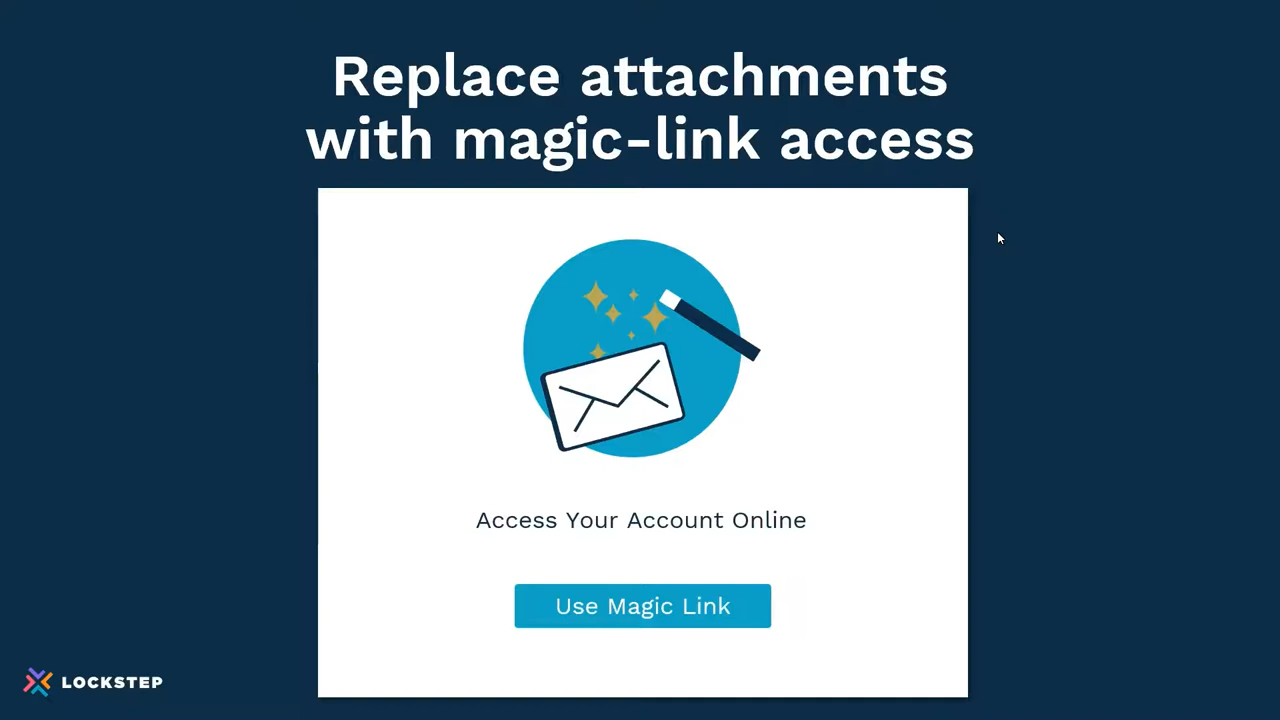 Replace attachments
with magic-link access
Access Your Account Online
Use Magic Link
LOCKSTEP